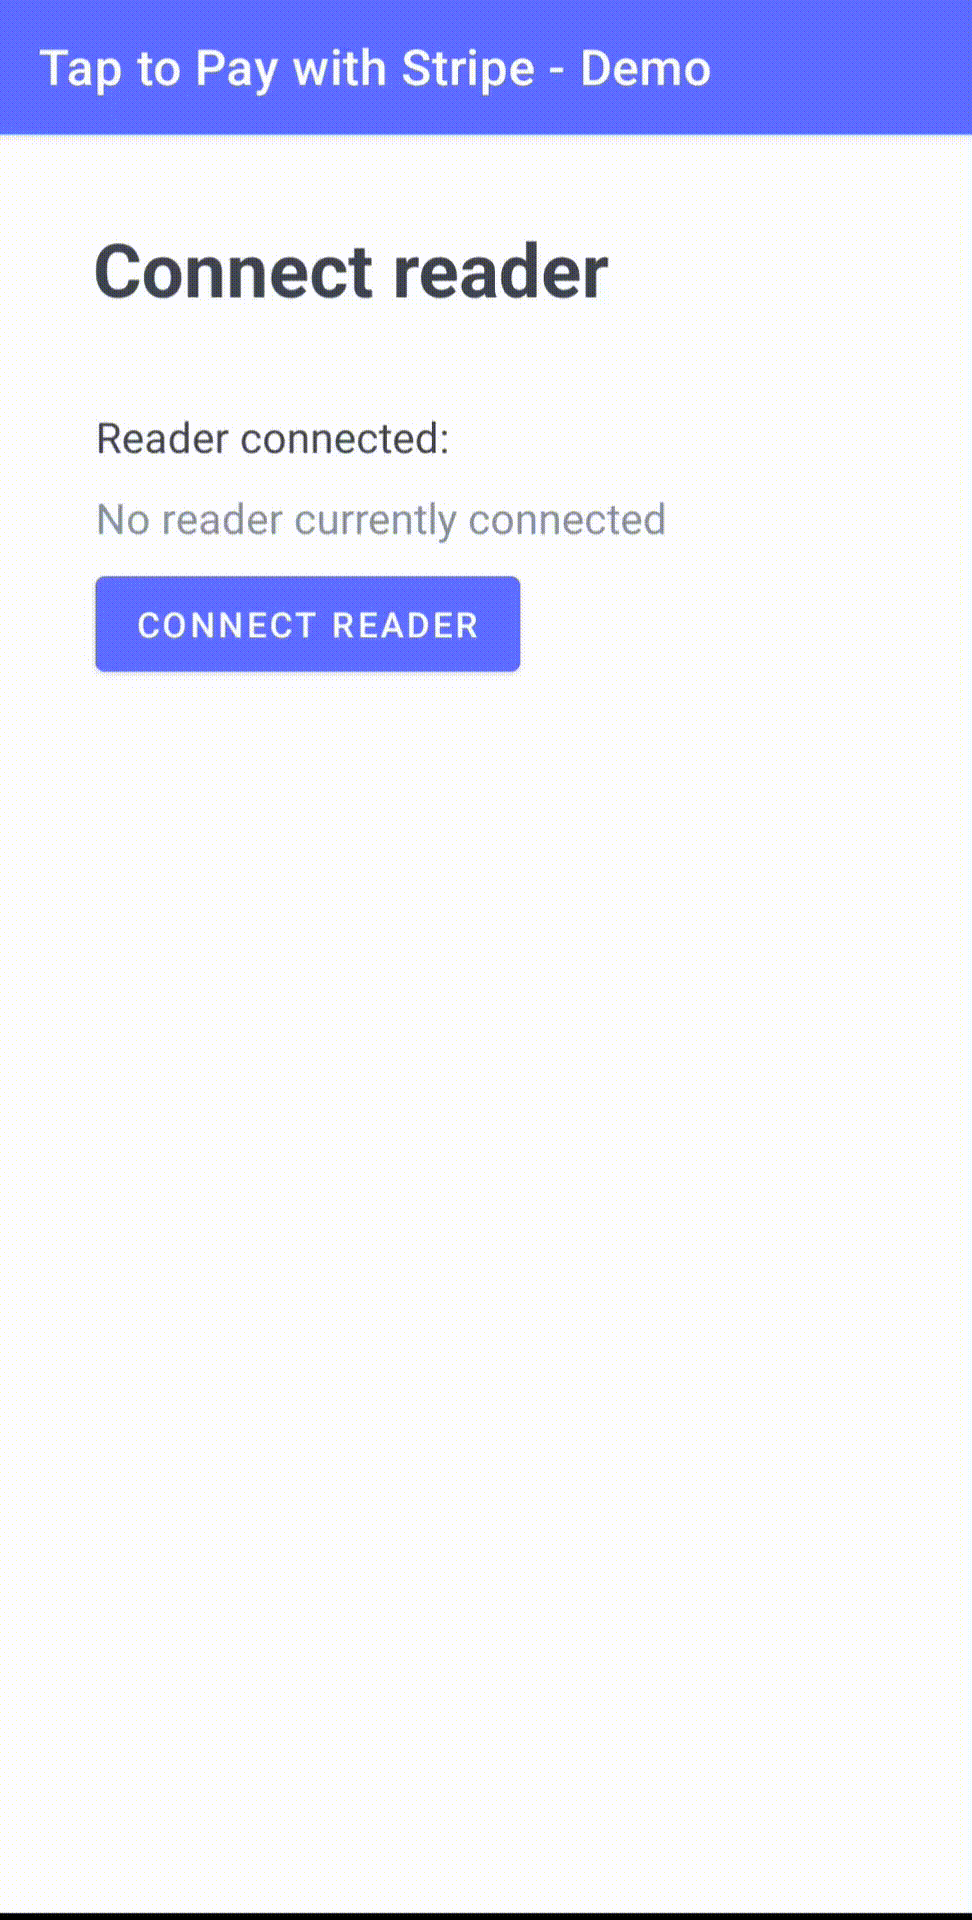 Tap to Pay with Stripe - Demo
Connect reader
Reader connected:
No reader currently connected
CONNECT READER